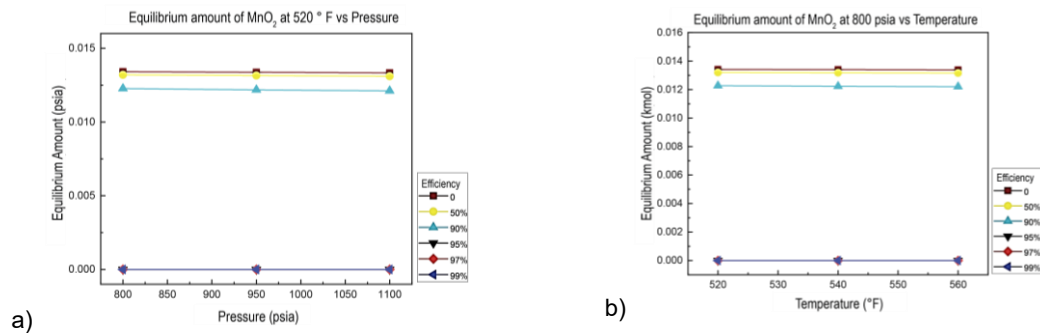 Equilibrium amount of MnO₂ at 520 ° F vs Pressure
0.015
0.010
0.005
0.000
Equilibrium Amount (psia)
800 850 900 950 1000 1050 1100
Pressure (psia)
Efficiency
0
50%
90%
95%
97%
99%
a)
Equilibrium amount of MnO₂ at 800 psia vs Temperature
0.016
0.014
0.012
0.010
0.008
0.006
0.004
0.002
0.000
Equilibrium Amount (kmol)
520 530 540 550 560
Temperature (°F)
Efficiency
0
50%
90%
95%
97%
99%
b)